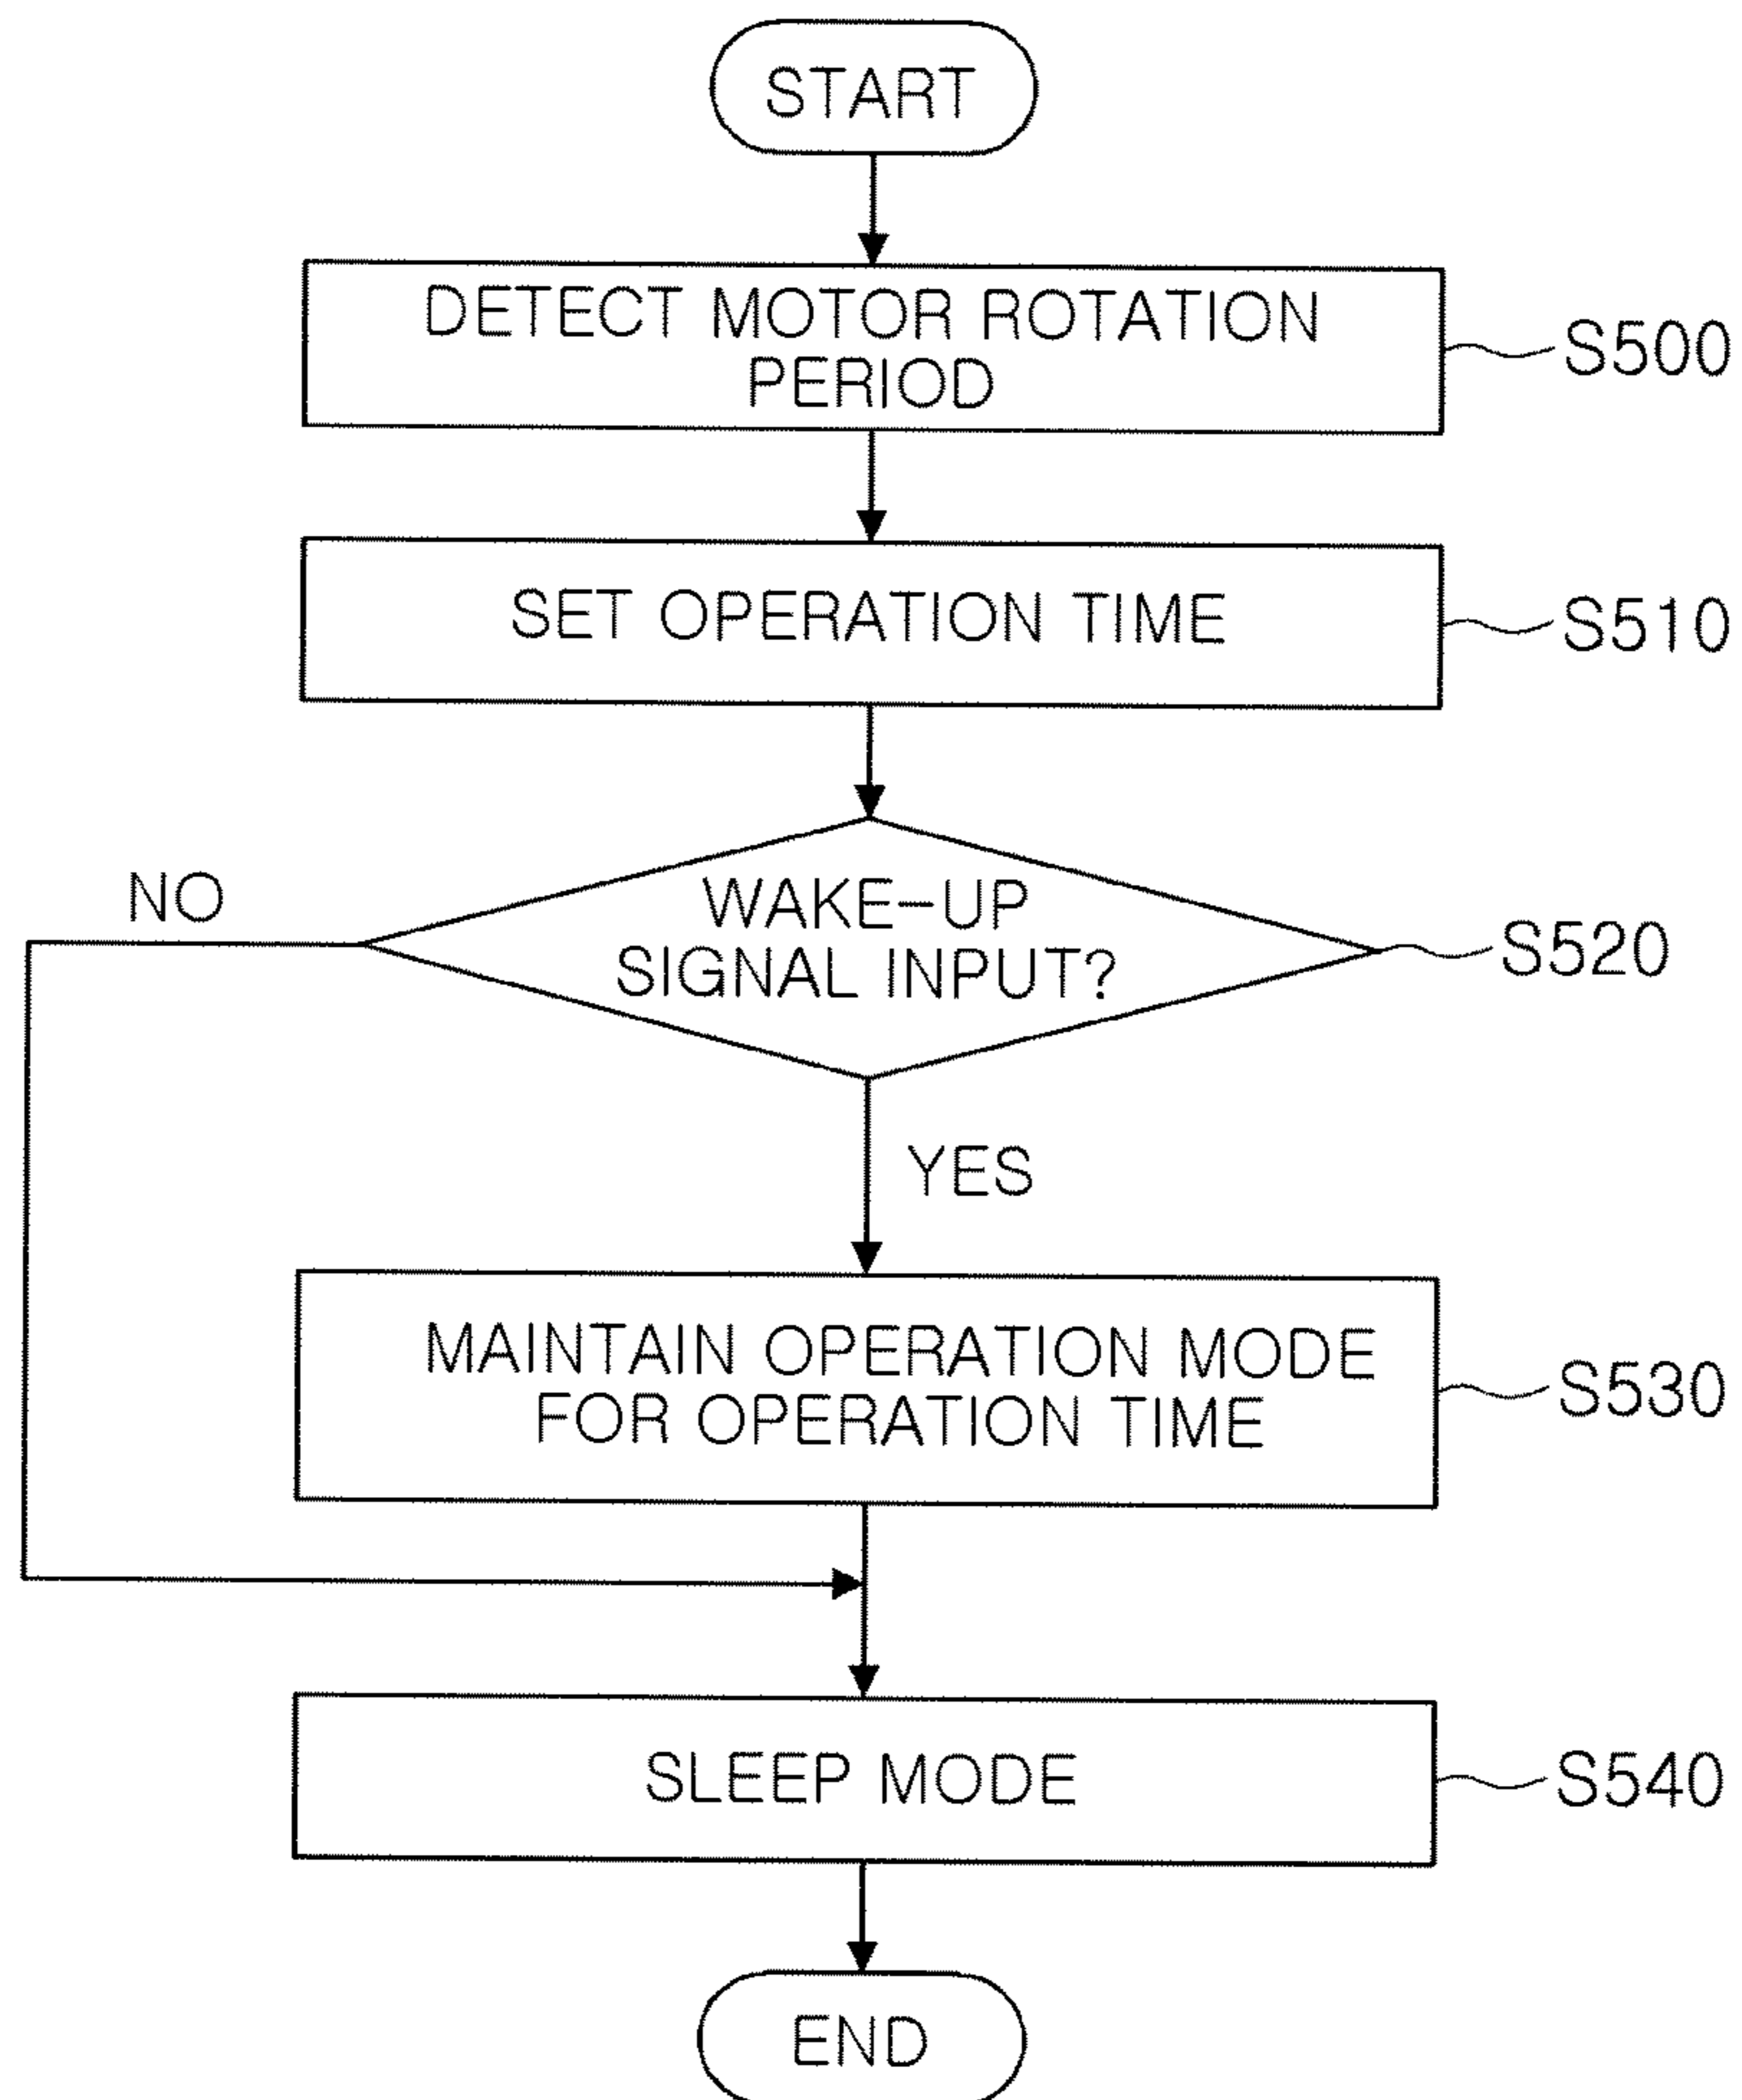 START
DETECT MOTOR ROTATION
PERIOD
S500
SET OPERATION TIME
S510
NO
WAKE-UP
SIGNAL INPUT?
S520
YES
MAINTAIN OPERATION MODE
FOR OPERATION TIME
S530
SLEEP MODE
S540
END